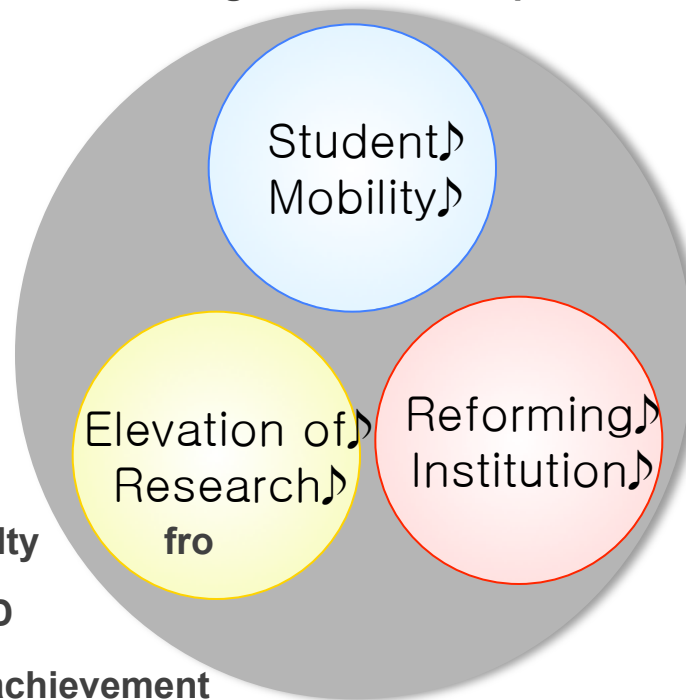 Student♪
Mobility♪
Elevation of♪
Research♪
Reforming♪
Institution♪
lty fro
achievement